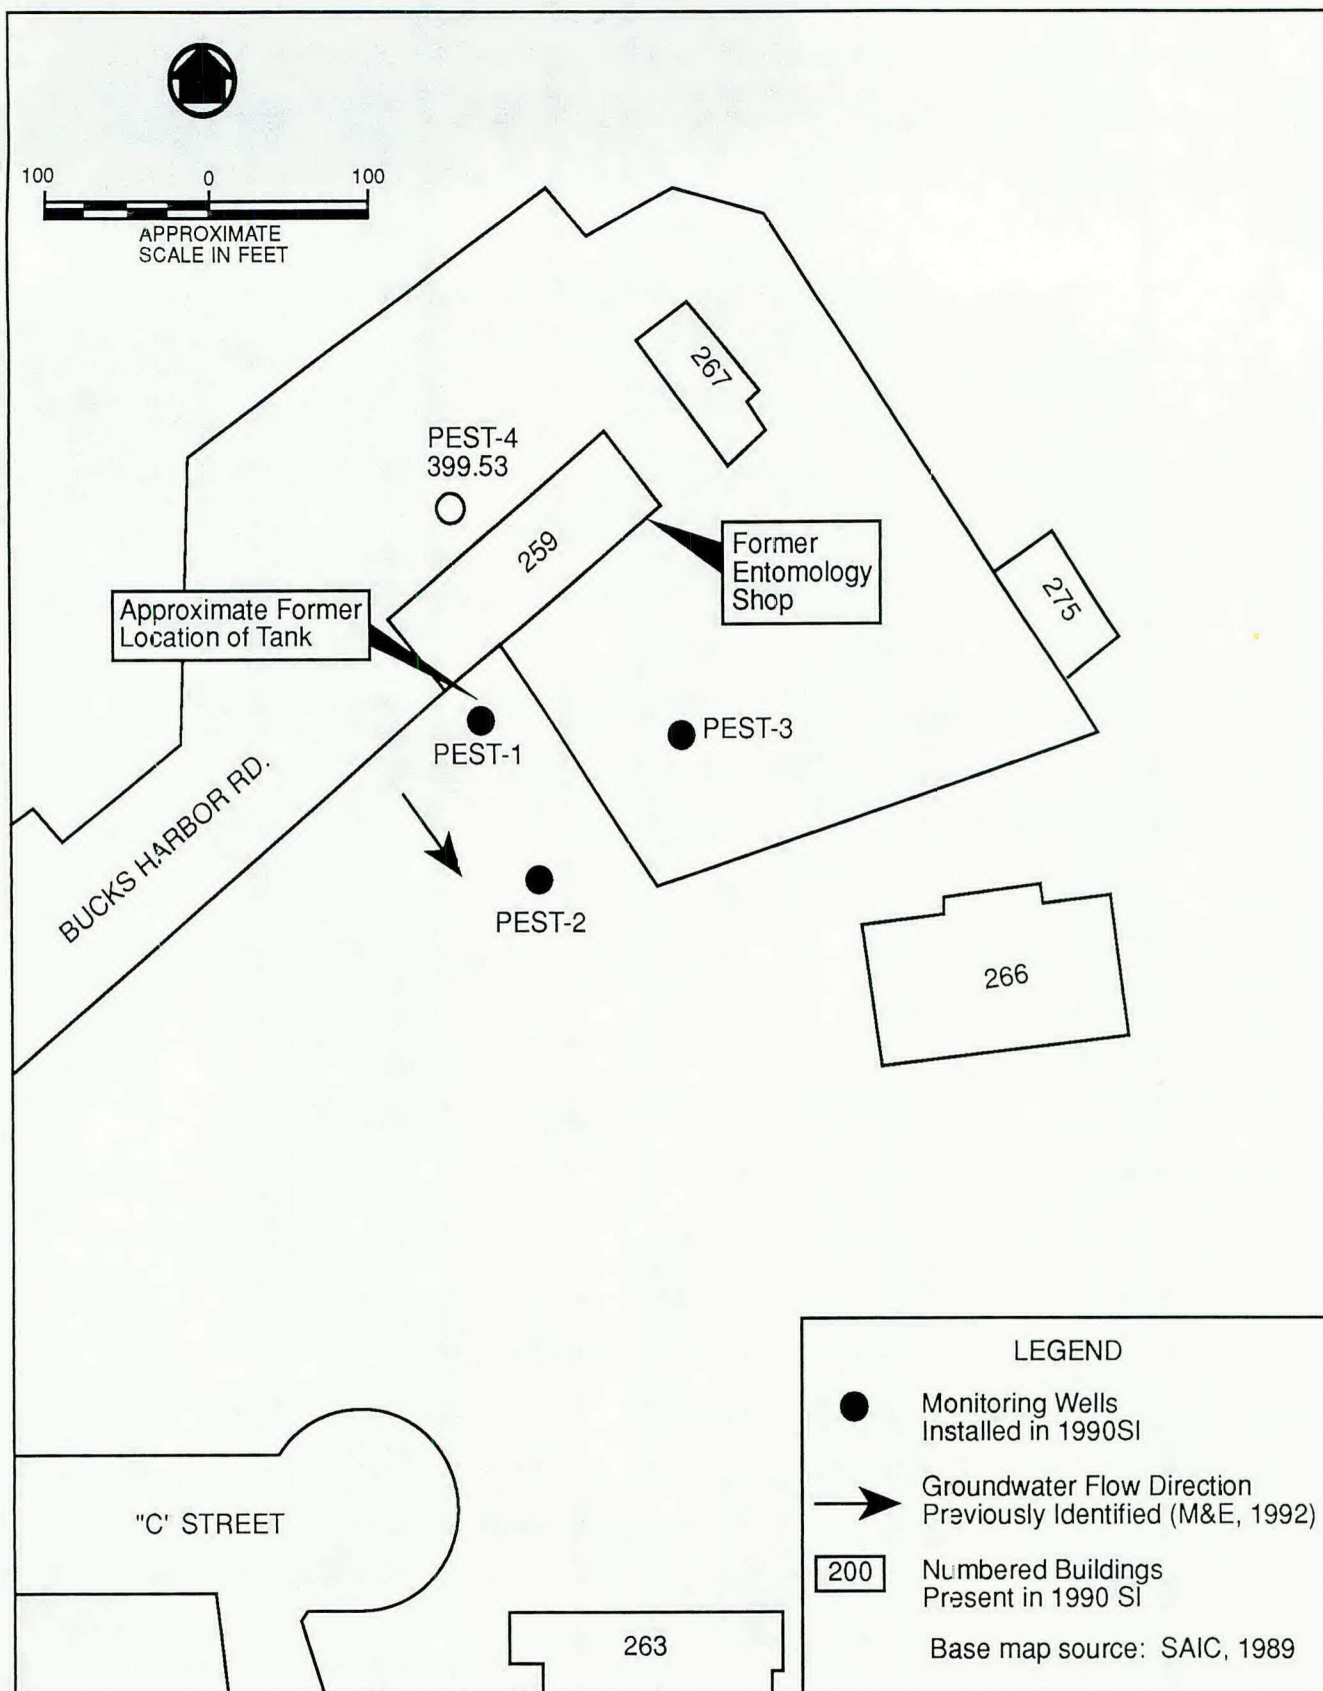 100 0 100
APPROXIMATE
SCALE IN FEET
267
PEST-4
399.53
259
Former
Entomology
Shop
275
Approximate Former
Location of Tank
PEST-1
PEST-3
BUCKS HARBOR RD.
PEST-2
266
LEGEND
Monitoring Wells
Installed in 1990SI
Groundwater Flow Direction
Previously Identified (M&E, 1992)
200
Numbered Buildings
Present in 1990 SI
Base map source: SAIC, 1989
"C' STREET
263